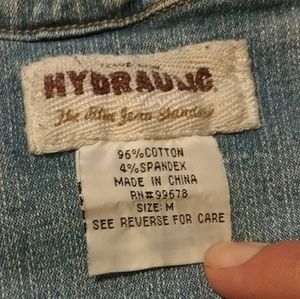 HYDRAULIC
The Blue Jean Standard
96%COTTON
4%SPANDEX
MADE IN CHINA
RN#99678
SIZE: M
SEE REVERSE FOR CARE